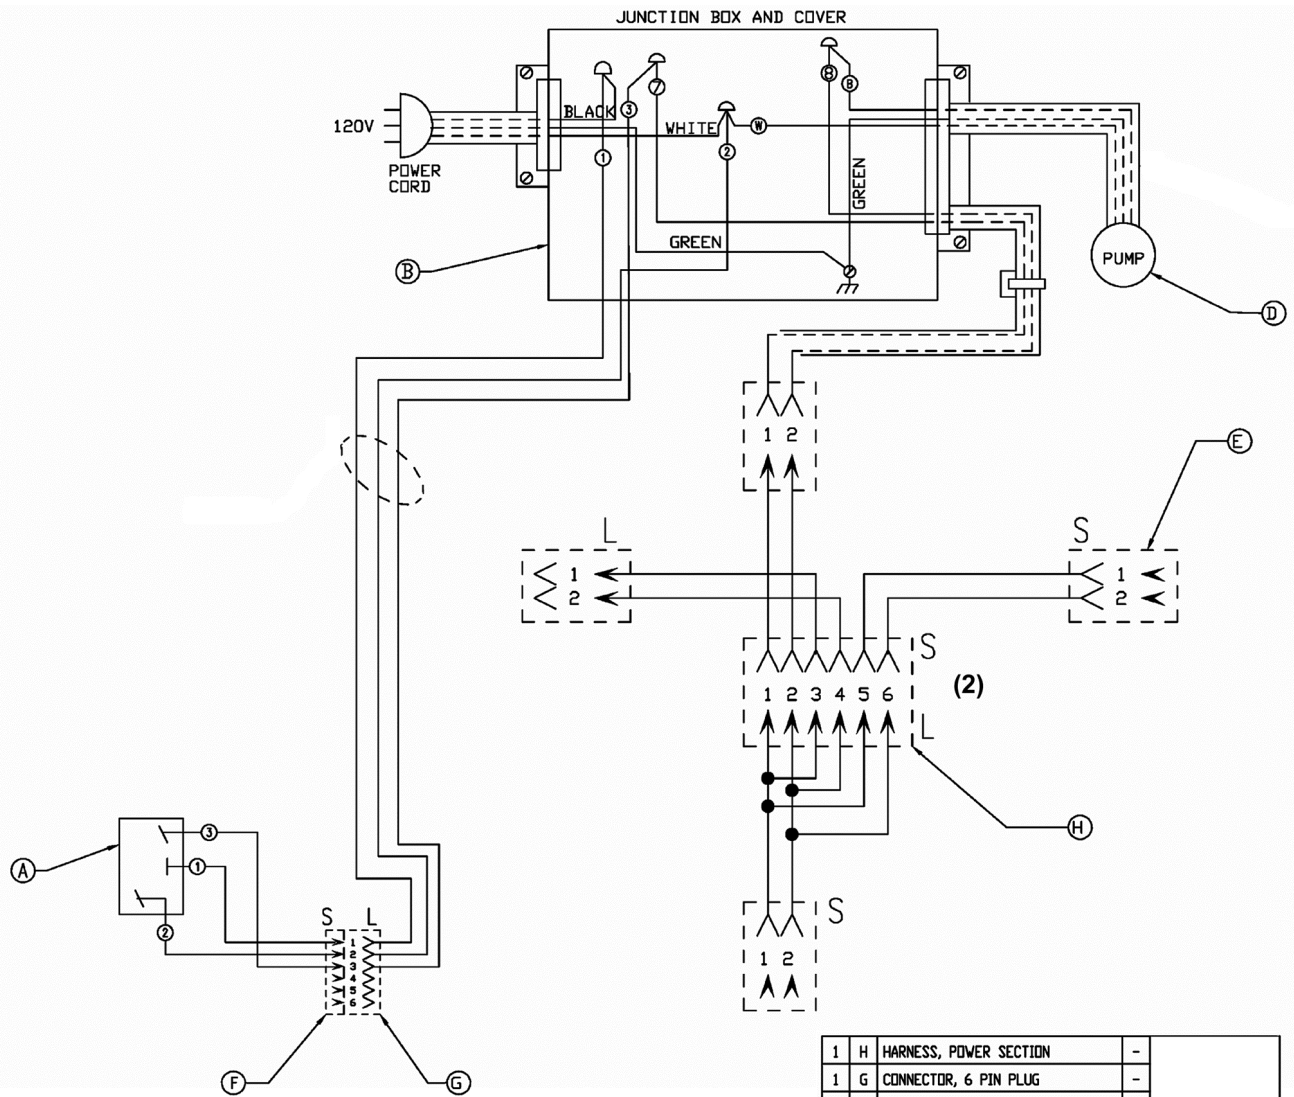 JUNCTION BOX AND COVER
8
7
B
BLACK
3
120V
WHITE
W
2
1
POWER
CORD
GREEN
GREEN
PUMP
B
D
1 2
E
L
S
1
2
1
2
S
1 2 3 4 5 6
(2)
L
H
3
A
1
2
S L
1
2
3
4
5
6
S
1 2
F
G
1 H HARNESS, POWER SECTION -
1 G CONNECTOR, 6 PIN PLUG -